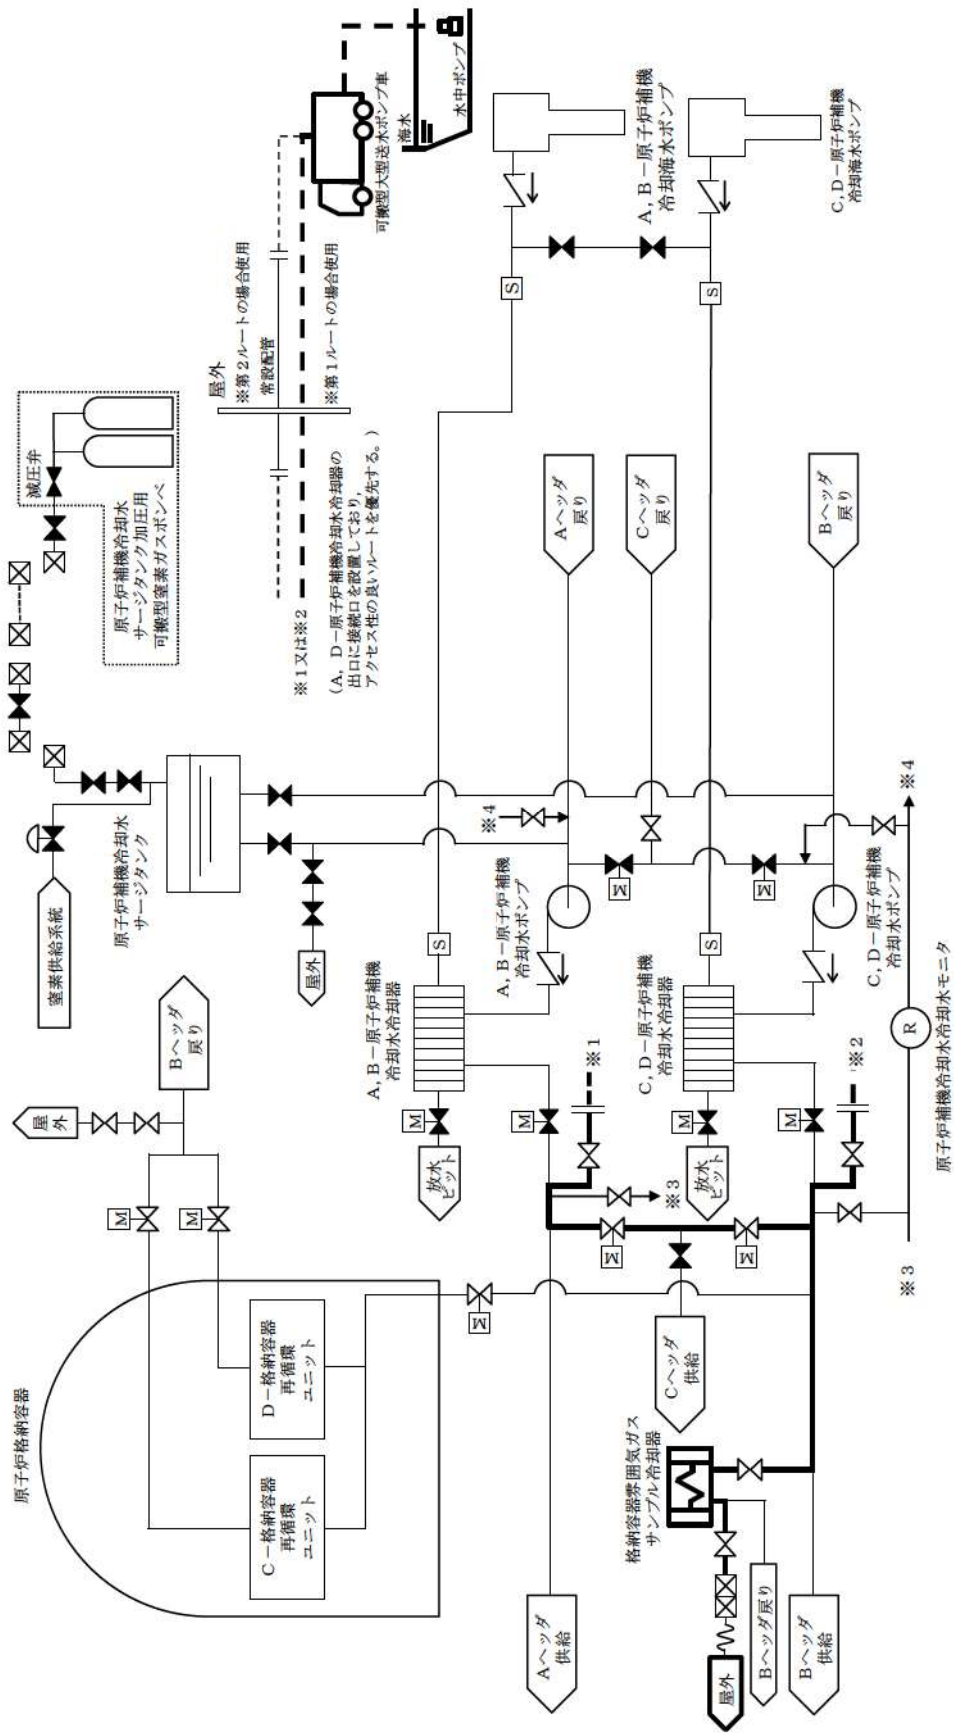 原子炉格納容器
C－格納容器
再循環
ユニット
D－格納容器
再循環
ユニット
M
M
屋外
Bヘッダ
戻り
窒素供給系統
原子炉補機冷却水
サージタンク
屋外
減圧弁
原子炉補機冷却水
サージタンク加圧用
可搬型窒素ガスボンベ
屋外
※第２ルートの場合使用
常設配管
※第１ルートの場合使用
※１又は※２
（A，D－原子炉補機冷却水冷却器の
出口に接続口を設置しており，
アクセス性の良いルートを優先する。）
可搬型大型送水ポンプ車
海水
水中ポンプ
A，B－原子炉補機
冷却海水ポンプ
C，D－原子炉補機
冷却海水ポンプ
S
S
Aヘッダ
戻り
Cヘッダ
戻り
Bヘッダ
戻り
※４
A，B－原子炉補機
冷却水ポンプ
M
M
C，D－原子炉補機
冷却水ポンプ
※４
S
A，B－原子炉補機
冷却水冷却器
S
C，D－原子炉補機
冷却水冷却器
M
放水
ピット
M
※１
M
放水
ピット
M
※２
※３
M
M
M
R
原子炉補機冷却水冷却水モニタ
※３
Cヘッダ
供給
格納容器雰囲気ガス
サンプル冷却器
Aヘッダ
供給
屋外
Bヘッダ戻り
Bヘッダ
供給